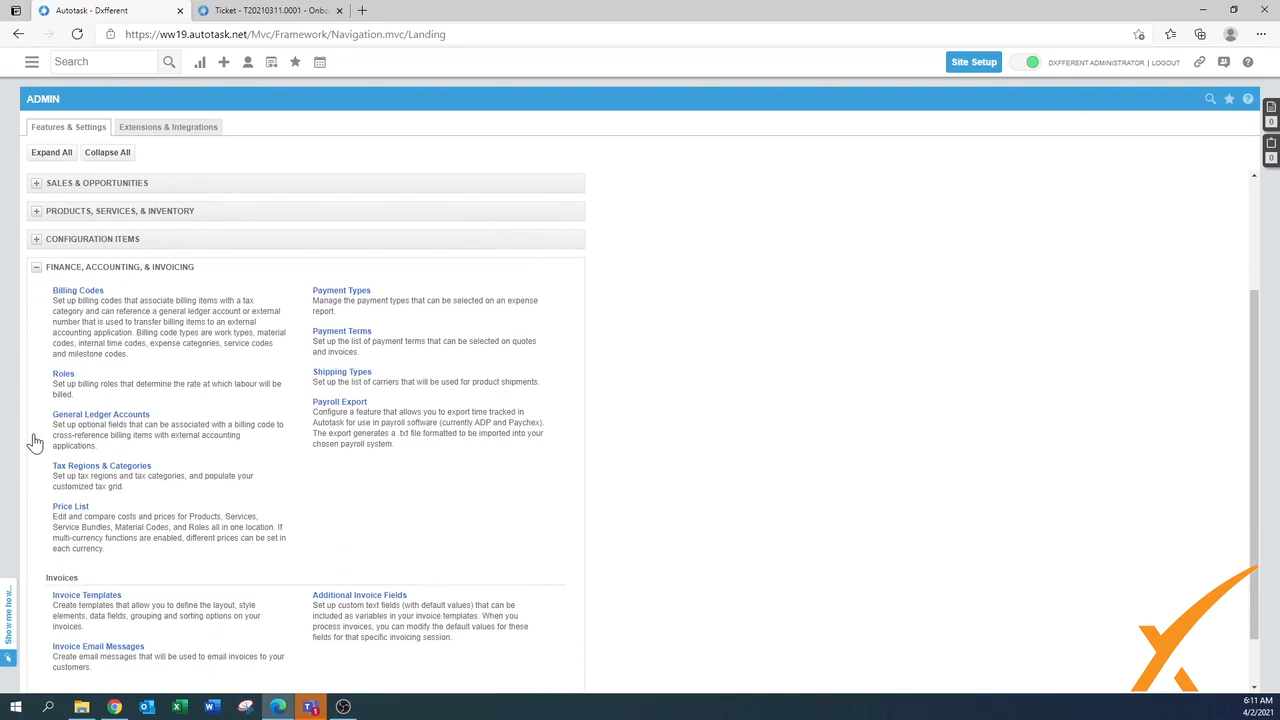 Autotask - Dxfferent
Ticket - T20210311.0001 - Onbo
https://ww19.autotask.net/Mvc/Framework/Navigation.mvc/Landing
Search
Site Setup
DXFFERENT ADMINISTRATOR | LOGOUT
ADMIN
0
0
Features & Settings
Extensions & Integrations
Expand All
Collapse All
SALES & OPPORTUNITIES
PRODUCTS, SERVICES, & INVENTORY
CONFIGURATION ITEMS
FINANCE, ACCOUNTING, & INVOICING
Billing Codes
Set up billing codes that associate billing items with a tax
category and can reference a general ledger account or external
number that is used to transfer billing items to an external
accounting application. Billing code types are work types, material
codes, internal time codes, expense categories, service codes
and milestone codes.
Roles
Set up billing roles that determine the rate at which labour will be
billed.
General Ledger Accounts
Set up optional fields that can be associated with a billing code to
cross-reference billing items with external accounting
applications.
Tax Regions & Categories
Set up tax regions and tax categories, and populate your
customized tax grid.
Price List
Edit and compare costs and prices for Products, Services,
Service Bundles, Material Codes, and Roles all in one location. If
multi-currency functions are enabled, different prices can be set in
each currency.
Payment Types
Manage the payment types that can be selected on an expense
report.
Payment Terms
Set up the list of payment terms that can be selected on quotes
and invoices.
Shipping Types
Set up the list of carriers that will be used for product shipments.
Payroll Export
Configure a feature that allows you to export time tracked in
Autotask for use in payroll software (currently ADP and Paychex).
The export generates a .txt file formatted to be imported into your
chosen payroll system.
Invoices
Invoice Templates
Create templates that allow you to define the layout, style
elements, data fields, grouping and sorting options on your
invoices.
Invoice Email Messages
Create email messages that will be used to email invoices to your
customers.
Additional Invoice Fields
Set up custom text fields (with default values) that can be
included as variables in your invoice templates. When you
process invoices, you can modify the default values for these
fields for that specific invoicing session.
Show me how...
6:11 AM
4/2/2021